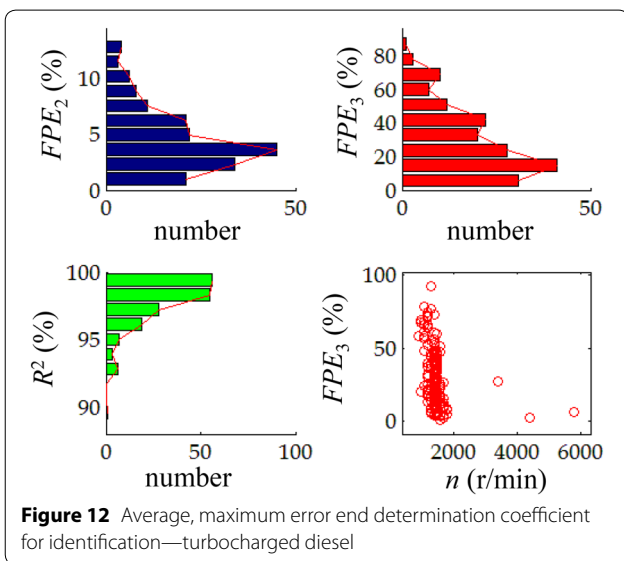 FPE2 (%)
10
5
0
0
50
number
FPE3 (%)
80
60
40
20
0
0
50
number
R2 (%)
100
95
90
0
50
100
number
FPE3 (%)
100
50
0
2000
4000
6000
n (r/min)
Figure 12 Average, maximum error end determination coefficient
for identification—turbocharged diesel